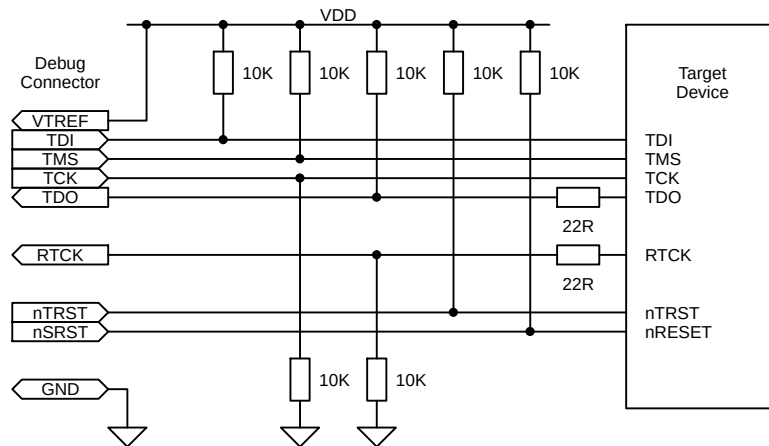 VDD
Debug
Connector
10K
10K
10K
10K
10K
Target
Device
VTREF
TDI
TDI
TMS
TMS
TCK
TCK
TDO
TDO
22R
RTCK
RTCK
22R
nTRST
nTRST
nSRST
nRESET
10K
10K
GND